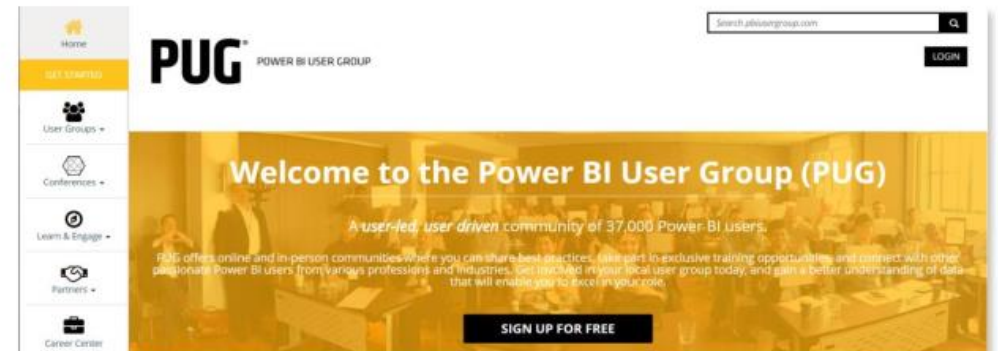 Home
GET STARTED
User Groups
Conferences
Learn & Engage
Partners
Career Center
Search pbiusergroup.com
LOGIN
PUG® POWER BI USER GROUP
Welcome to the Power BI User Group (PUG)
A user-led, user driven community of 37,000 Power BI users.
PUG offers online and in-person communities where you can share best practices, take part in exclusive training opportunities, and connect with other
passionate Power BI users from various professions and industries. Get involved in your local user group today, and gain a better understanding of data
that will enable you to excel in your role.
SIGN UP FOR FREE